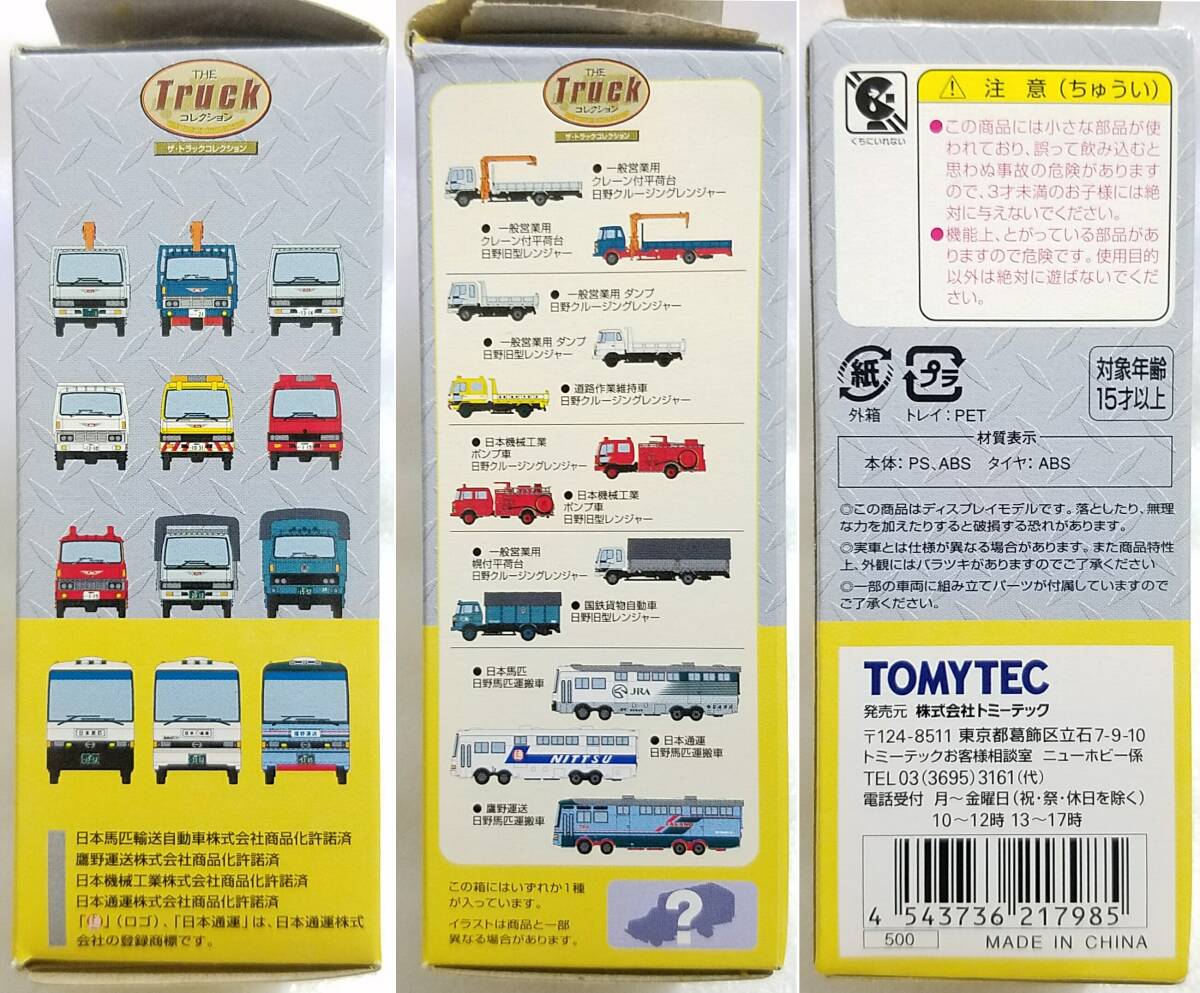 THE
Truck
コレクション
ザ・トラックコレクション
日本馬匹輸送自動車株式会社商品化許諾済
鷹野運送株式会社商品化許諾済
日本機械工業株式会社商品化許諾済
日本通運株式会社商品化許諾済
「通」(ロゴ)、「日本通運」は、日本通運株式
会社の登録商標です。
THE
Truck
コレクション
ザ・トラックコレクション
● 一般営業用
クレーン付平荷台
日野クルージングレンジャー
● 一般営業用
クレーン付平荷台
日野旧型レンジャー
● 一般営業用 ダンプ
日野クルージングレンジャー
● 一般営業用 ダンプ
日野旧型レンジャー
● 道路作業維持車
日野クルージングレンジャー
● 日本機械工業
ポンプ車
日野クルージングレンジャー
● 日本機械工業
ポンプ車
日野旧型レンジャー
● 一般営業用
幌付平荷台
日野クルージングレンジャー
● 国鉄貨物自動車
日野旧型レンジャー
● 日本馬匹
日野馬匹運搬車
JRA
● 日本通運
日野馬匹運搬車
NITTSU
● 鷹野運送
日野馬匹運搬車
この箱にはいずれか1種
が入っています。
イラストは商品と一部
異なる場合があります。
?
くちにいれない
注 意(ちゅうい)
●この商品には小さな部品が使
われており、誤って飲み込むと
思わぬ事故の危険があります
ので、3才未満のお子様には絶
対に与えないでください。
●機能上、とがっている部品があ
りますので危険です。使用目的
以外は絶対に遊ばないでくだ
さい。
紙
外箱
プラ
トレイ:PET
対象年齢
15才以上
材質表示
本体: PS、ABS タイヤ: ABS
◎この商品はディスプレイモデルです。落としたり、無理
な力を加えたりすると破損する恐れがあります。
◎実車とは仕様が異なる場合があります。また商品特性
上、外観にはバラツキがありますのでご了承ください
◎一部の車両に組み立てパーツが付属していますので
ご了承ください。
TOMYTEC
発売元 株式会社トミーテック
〒124-8511 東京都葛飾区立石7-9-10
トミーテックお客様相談室 ニューホビー係
TEL 03(3695)3161(代)
電話受付 月〜金曜日(祝・祭・休日を除く)
10〜12時 13〜17時
4 543736 217985
500
MADE IN CHINA